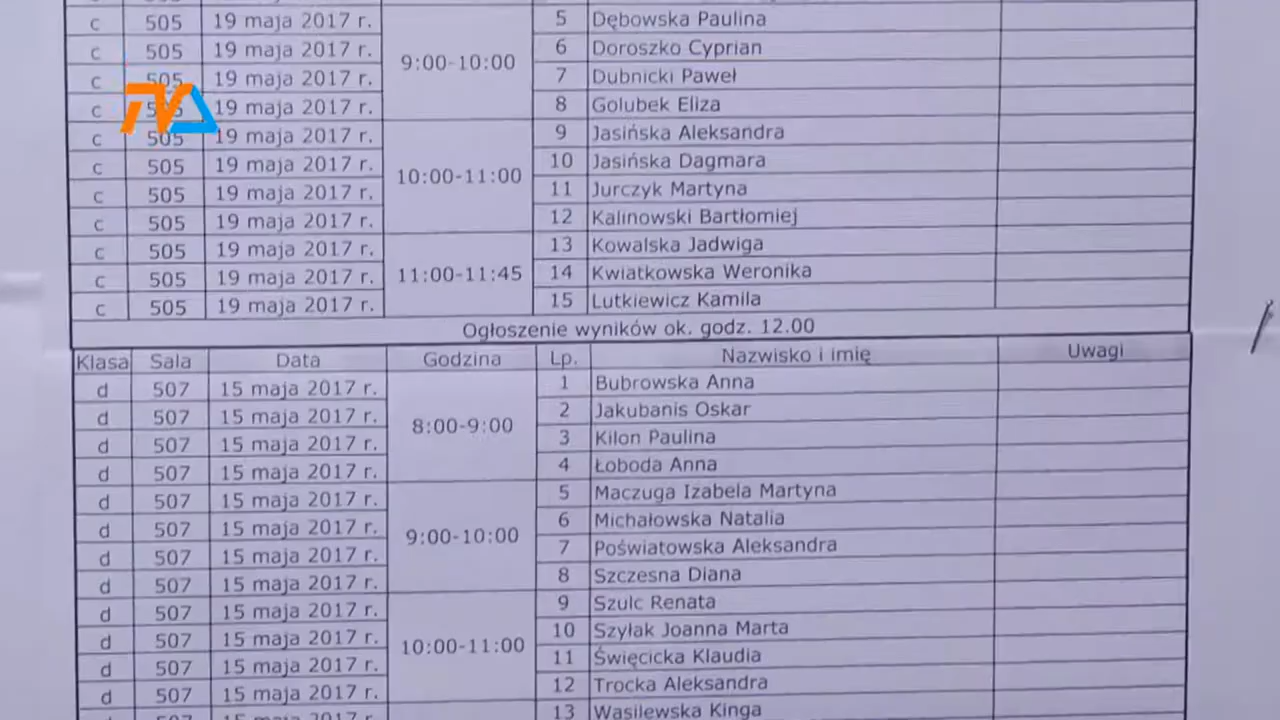 c 505 19 maja 2017 r. 5 Dębowska Paulina
c 505 19 maja 2017 r. 9:00-10:00 6 Doroszko Cyprian
c 505 19 maja 2017 r. 7 Dubnicki Paweł
c 505 19 maja 2017 r. 8 Golubek Eliza
TVA
c 505 19 maja 2017 r. 9 Jasińska Aleksandra
c 505 19 maja 2017 r. 10:00-11:00 10 Jasińska Dagmara
c 505 19 maja 2017 r. 11 Jurczyk Martyna
c 505 19 maja 2017 r. 12 Kalinowski Bartłomiej
c 505 19 maja 2017 r. 13 Kowalska Jadwiga
c 505 19 maja 2017 r. 11:00-11:45 14 Kwiatkowska Weronika
c 505 19 maja 2017 r. 15 Lutkiewicz Kamila
Ogłoszenie wyników ok. godz. 12.00
Klasa Sala Data Godzina Lp. Nazwisko i imię Uwagi
d 507 15 maja 2017 r. 1 Bubrowska Anna
d 507 15 maja 2017 r. 8:00-9:00 2 Jakubanis Oskar
d 507 15 maja 2017 r. 3 Kilon Paulina
d 507 15 maja 2017 r. 4 Łoboda Anna
d 507 15 maja 2017 r. 5 Maczuga Izabela Martyna
d 507 15 maja 2017 r. 9:00-10:00 6 Michałowska Natalia
d 507 15 maja 2017 r. 7 Poświatowska Aleksandra
d 507 15 maja 2017 r. 8 Szczesna Diana
d 507 15 maja 2017 r. 9 Szulc Renata
d 507 15 maja 2017 r. 10:00-11:00 10 Szyłak Joanna Marta
d 507 15 maja 2017 r. 11 Święcicka Klaudia
d 507 15 maja 2017 r. 12 Trocka Aleksandra
507 15 maja 2017 r. 13 Wasilewska Kinga